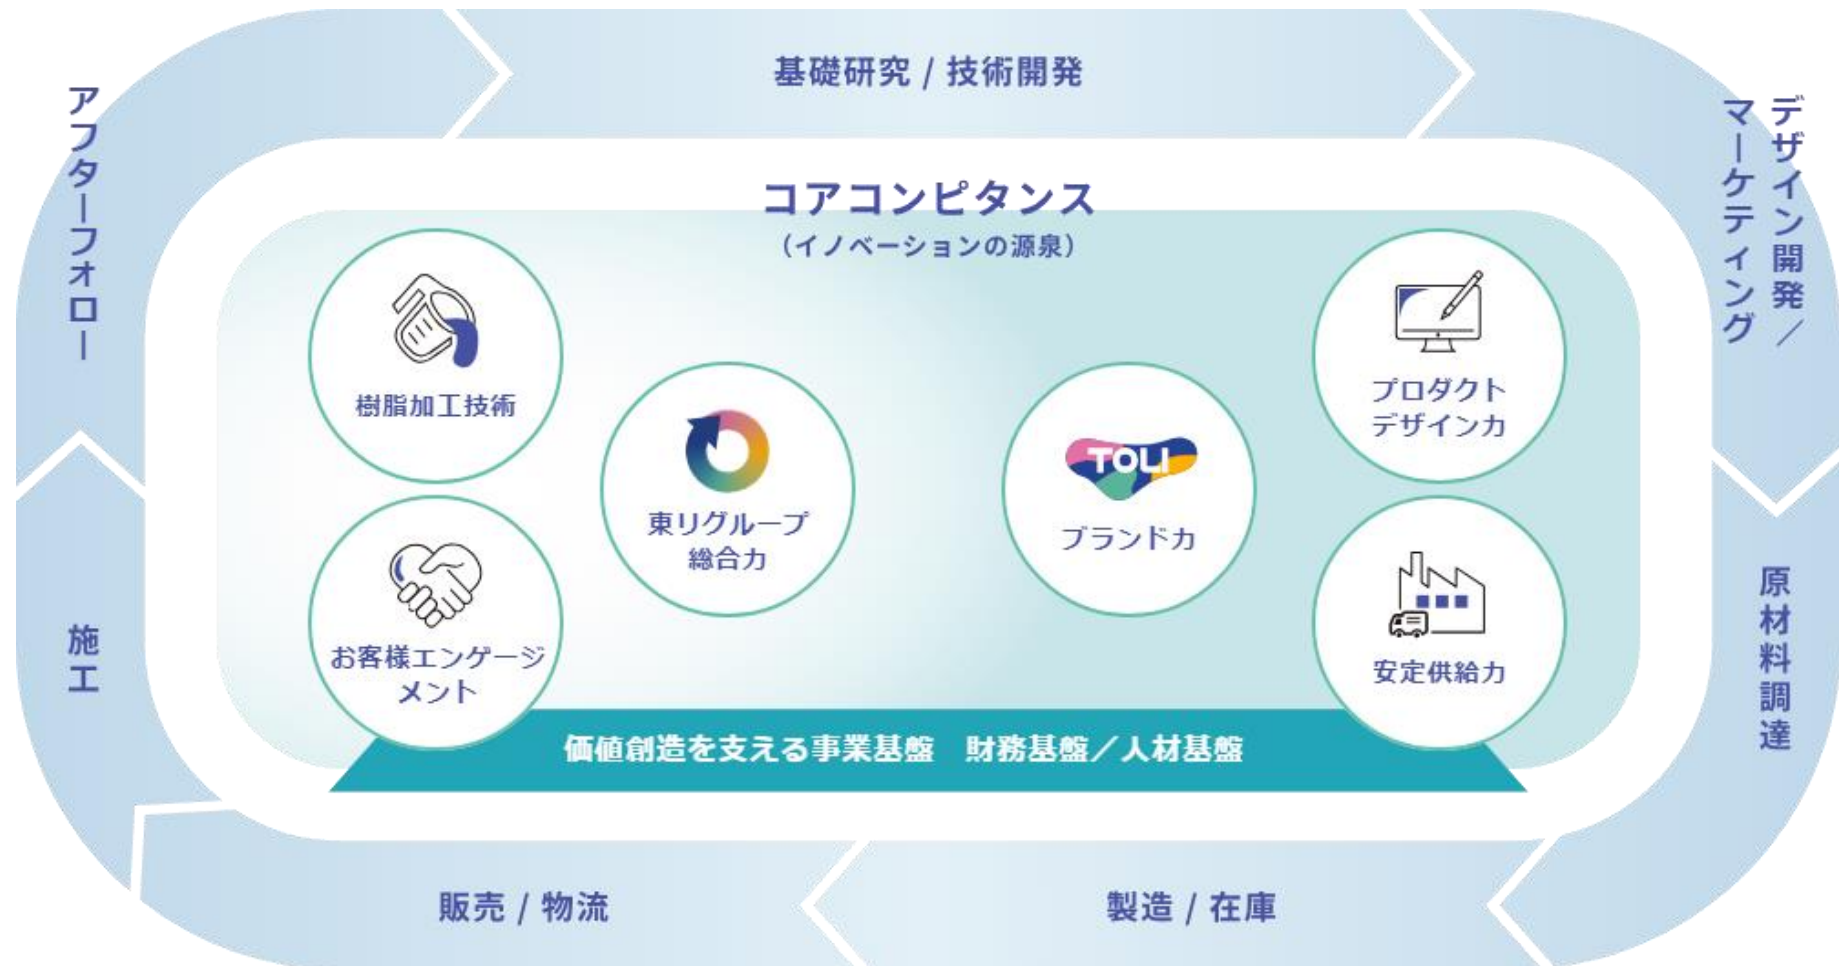 基礎研究 / 技術開発
デザイン開発／
マーケティング
原材料調達
製造 / 在庫
販売 / 物流
施工
アフターフォロー
コアコンピタンス
（イノベーションの源泉）
樹脂加工技術
お客様エンゲージ
メント
東リグループ
総合力
TOLI
ブランド力
プロダクト
デザイン力
安定供給力
価値創造を支える事業基盤　財務基盤／人材基盤